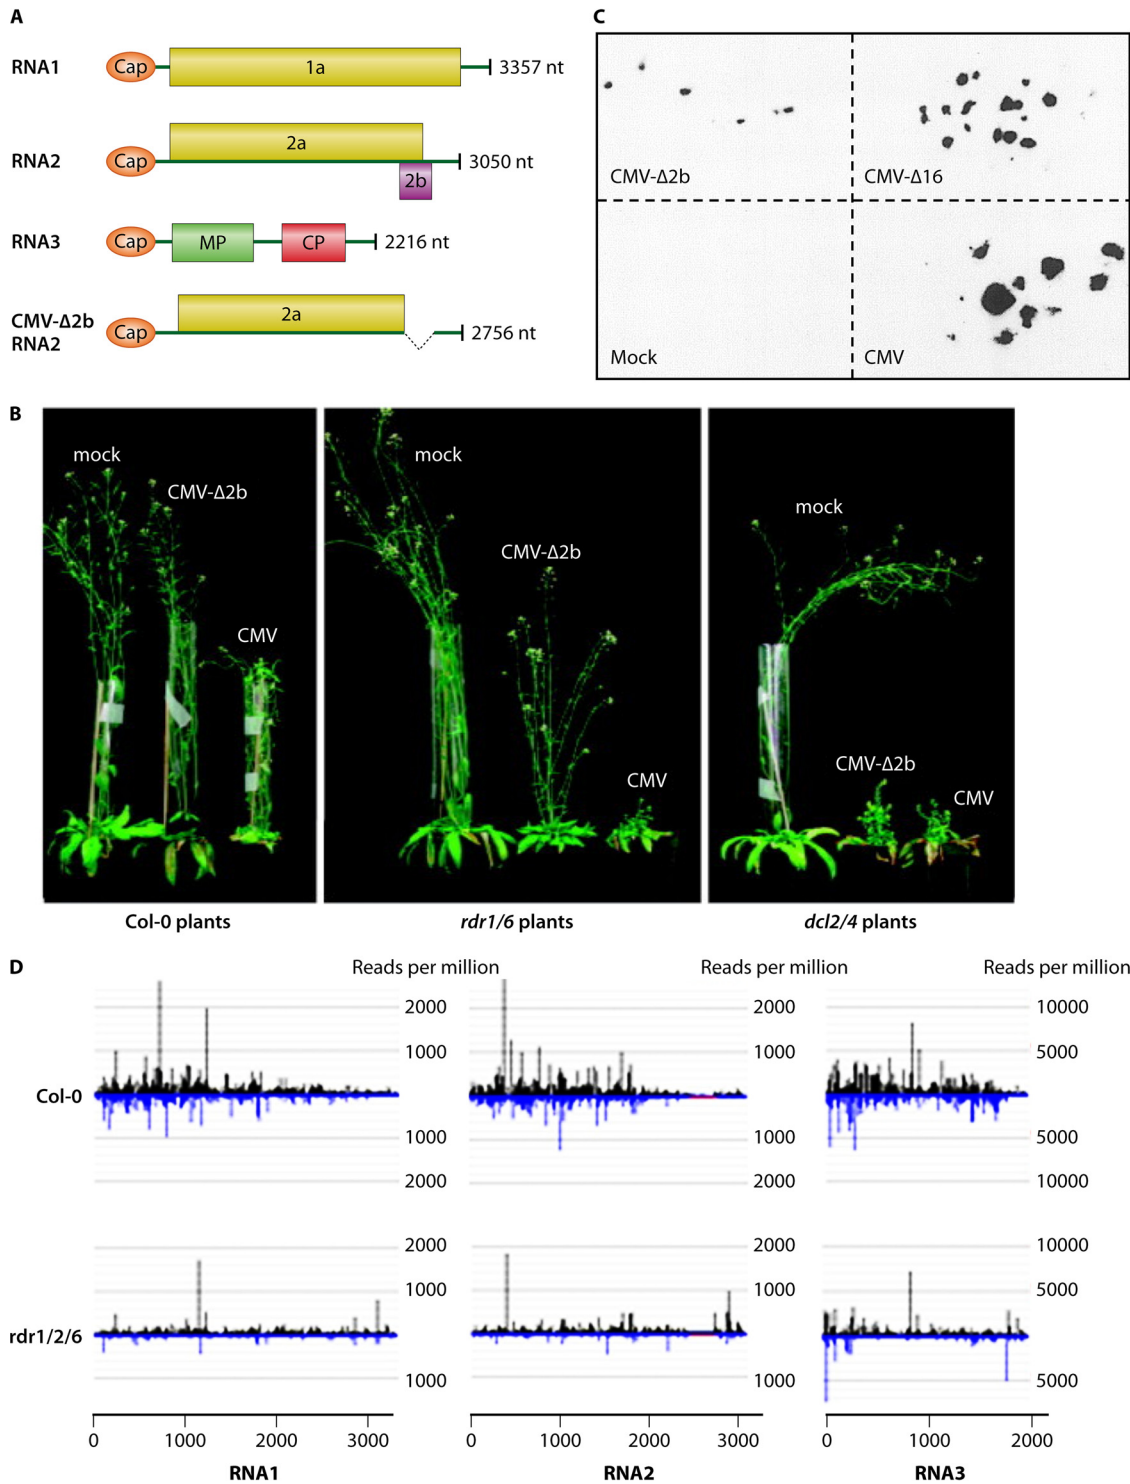 A
RNA1 Cap 1a 3357 nt
RNA2 Cap 2a 3050 nt
2b
RNA3 Cap MP CP 2216 nt
CMV-Δ2b
RNA2 Cap 2a 2756 nt
C
CMV-Δ2b CMV-Δ16
Mock CMV
B
mock CMV-Δ2b CMV
mock CMV-Δ2b CMV
mock CMV-Δ2b CMV
Col-0 plants rdr1/6 plants dcl2/4 plants
D
Reads per million Reads per million Reads per million
2000 2000 10000
1000 1000 5000
Col-0
1000 1000 5000
2000 2000 10000
2000 2000 10000
1000 1000 5000
rdr1/2/6
1000 1000 5000
0 1000 2000 3000 0 1000 2000 3000 0 1000 2000
RNA1 RNA2 RNA3